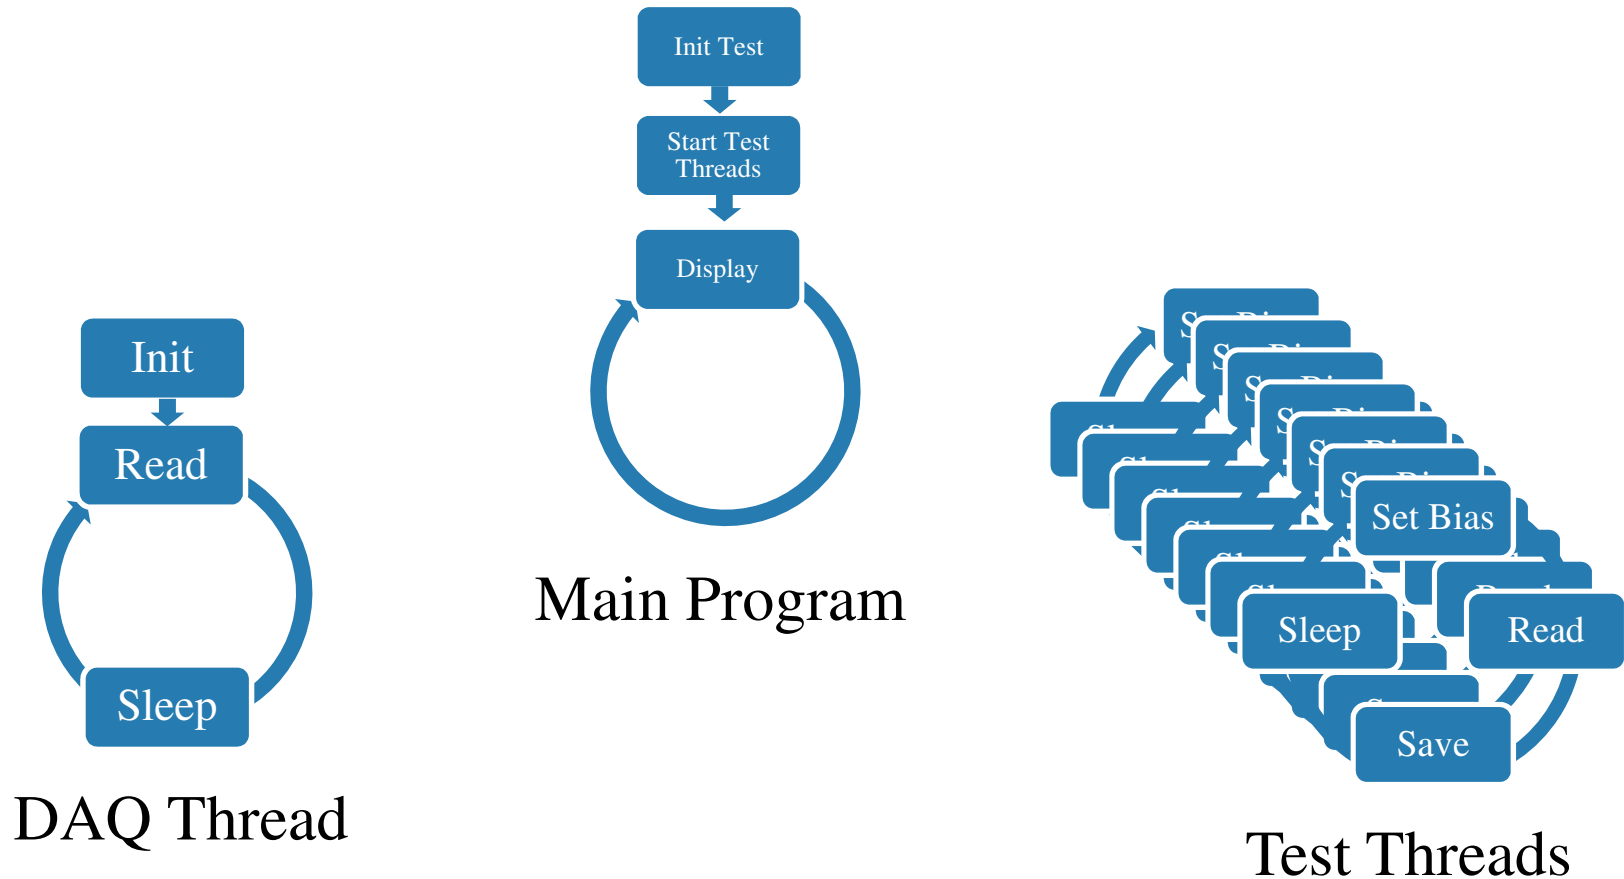 Init Test
Start Test
Threads
Display
Main Program
Init
Read
Sleep
DAQ Thread
Set Bias
Read
Sleep
Save
Test Threads